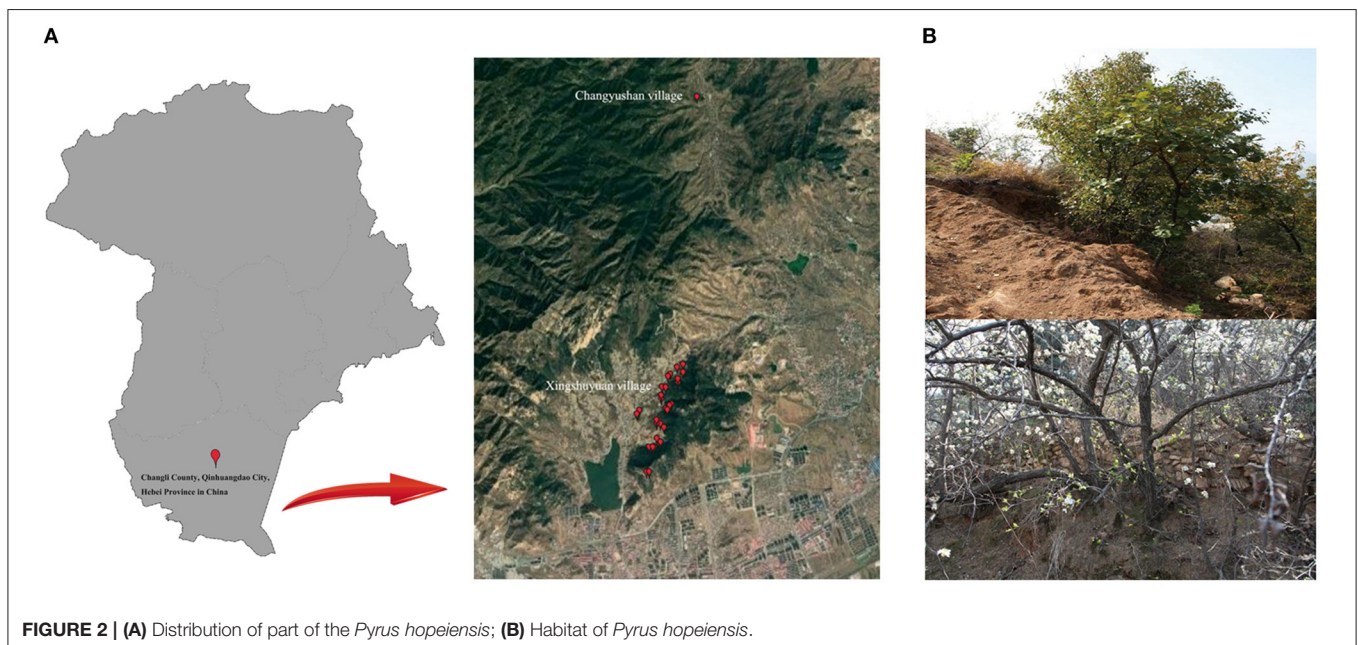 A
B
Changyushan village
Xingshuyuan village
Changli County, Qinhuangdao City,
Hebei Province in China
FIGURE 2 | (A) Distribution of part of the Pyrus hopeiensis; (B) Habitat of Pyrus hopeiensis.